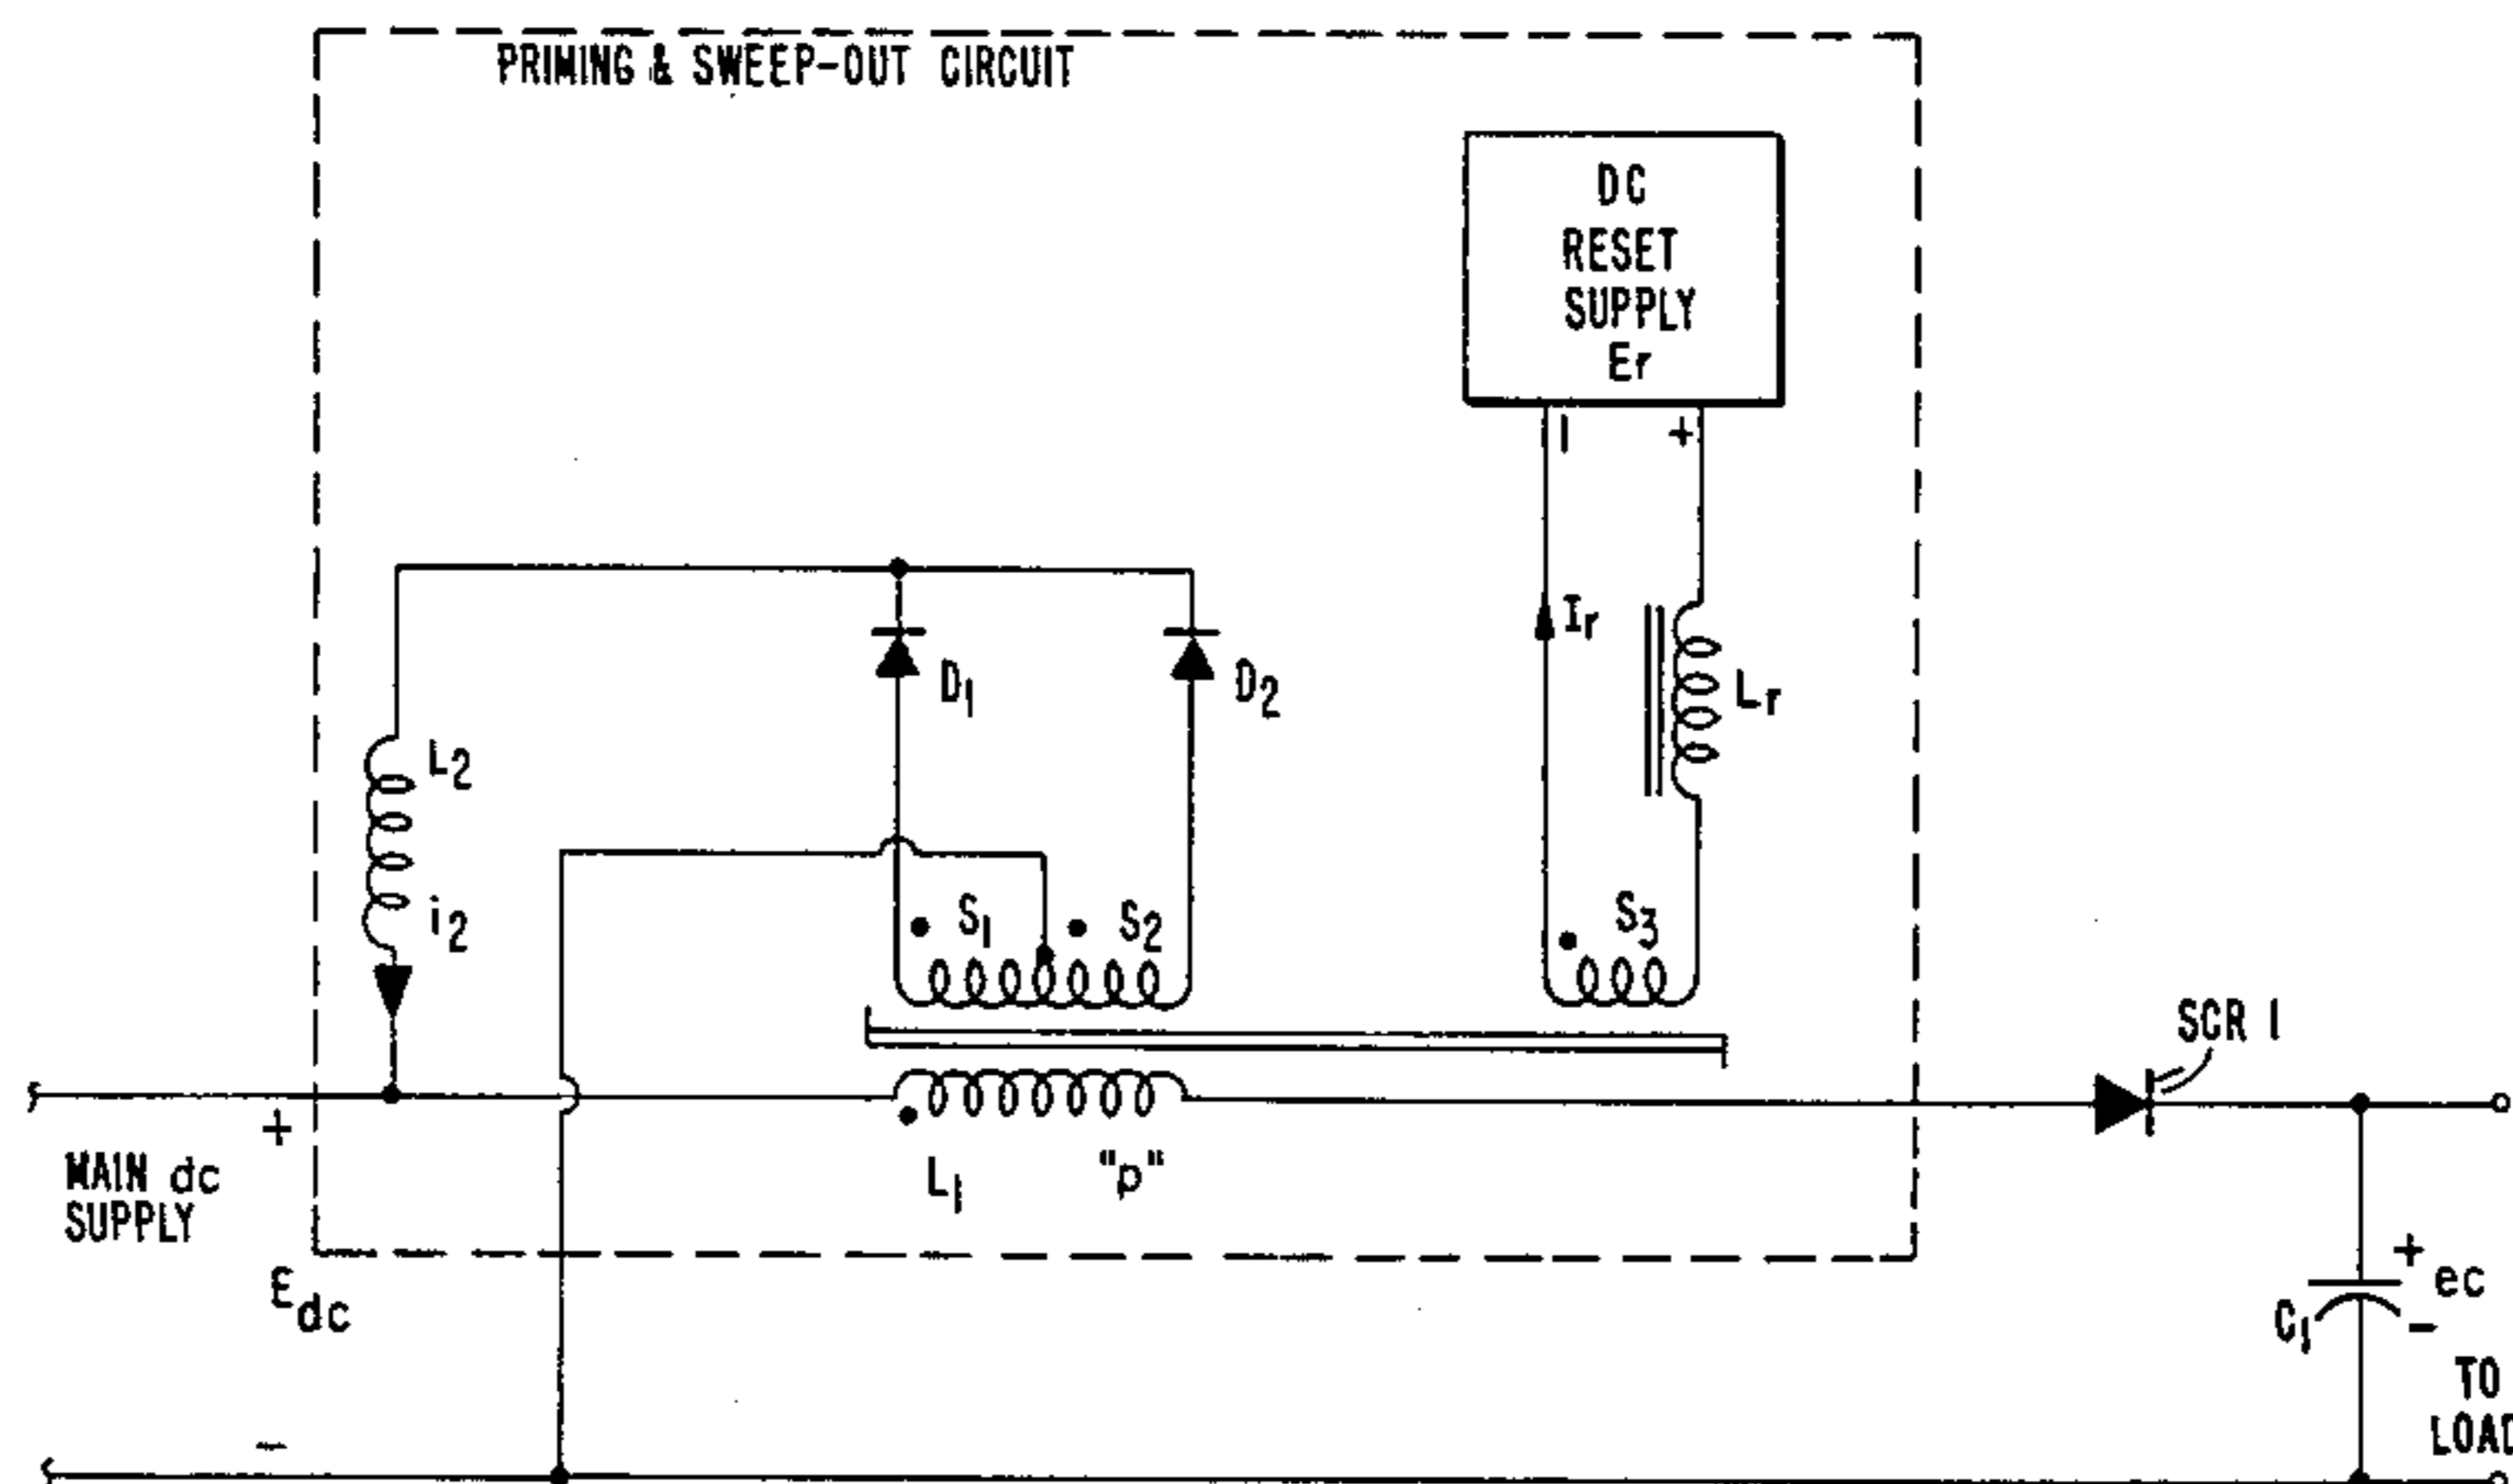 PRIMING & SWEEP-OUT CIRCUIT
DC
RESET
SUPPLY
Er
- +
Ir
Lr
D1
D2
L2
i2
S1
S2
S3
SCR 1
+
MAIN dc
SUPPLY
L1
"p"
Edc
+
ec
C1
-
TO
LOAD
-